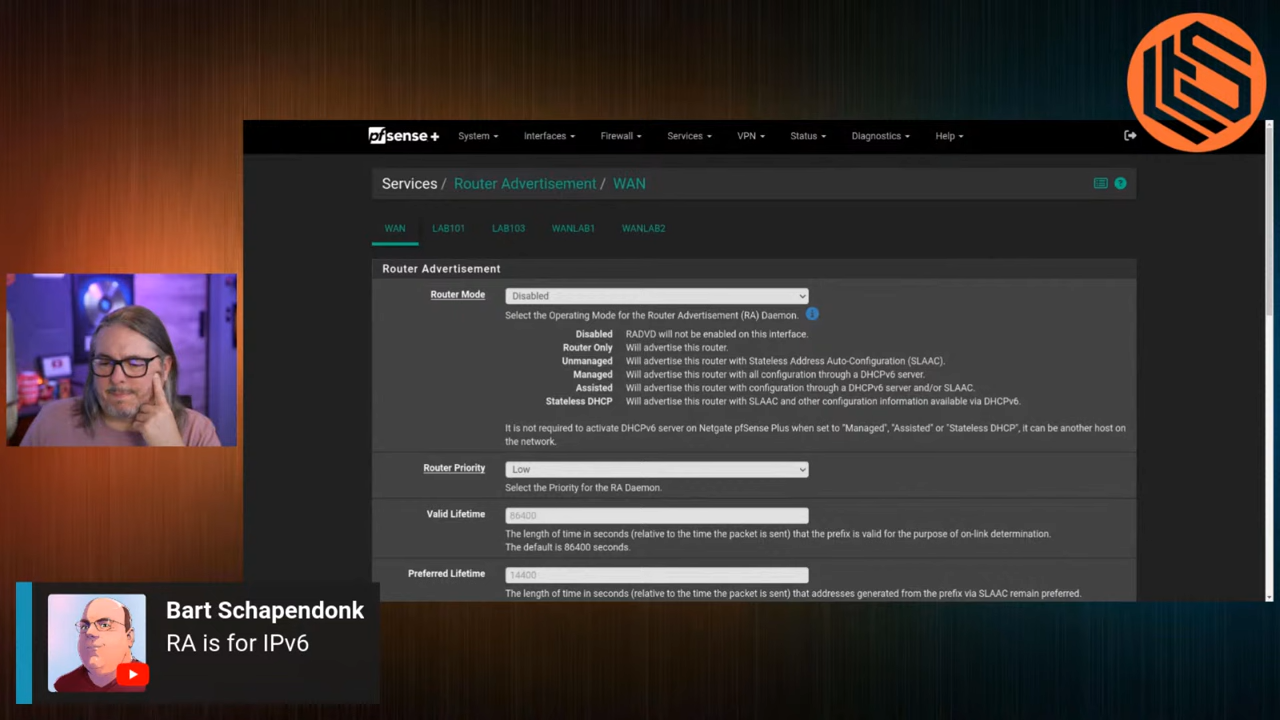 pfsense +
System
Interfaces
Firewall
Services
VPN
Status
Diagnostics
Help
Services / Router Advertisement / WAN
WAN
LAB101
LAB103
WANLAB1
WANLAB2
Router Advertisement
Router Mode
Disabled
Select the Operating Mode for the Router Advertisement (RA) Daemon.
Disabled RADVD will not be enabled on this interface.
Router Only Will advertise this router.
Unmanaged Will advertise this router with Stateless Address Auto-Configuration (SLAAC).
Managed Will advertise this router with all configuration through a DHCPv6 server.
Assisted Will advertise this router with configuration through a DHCPv6 server and/or SLAAC.
Stateless DHCP Will advertise this router with SLAAC and other configuration information available via DHCPv6.
It is not required to activate DHCPv6 server on Netgate pfSense Plus when set to "Managed", "Assisted" or "Stateless DHCP", it can be another host on
the network.
Router Priority
Low
Select the Priority for the RA Daemon.
Valid Lifetime
86400
The length of time in seconds (relative to the time the packet is sent) that the prefix is valid for the purpose of on-link determination.
The default is 86400 seconds.
Preferred Lifetime
14400
The length of time in seconds (relative to the time the packet is sent) that addresses generated from the prefix via SLAAC remain preferred.
Bart Schapendonk
RA is for IPv6